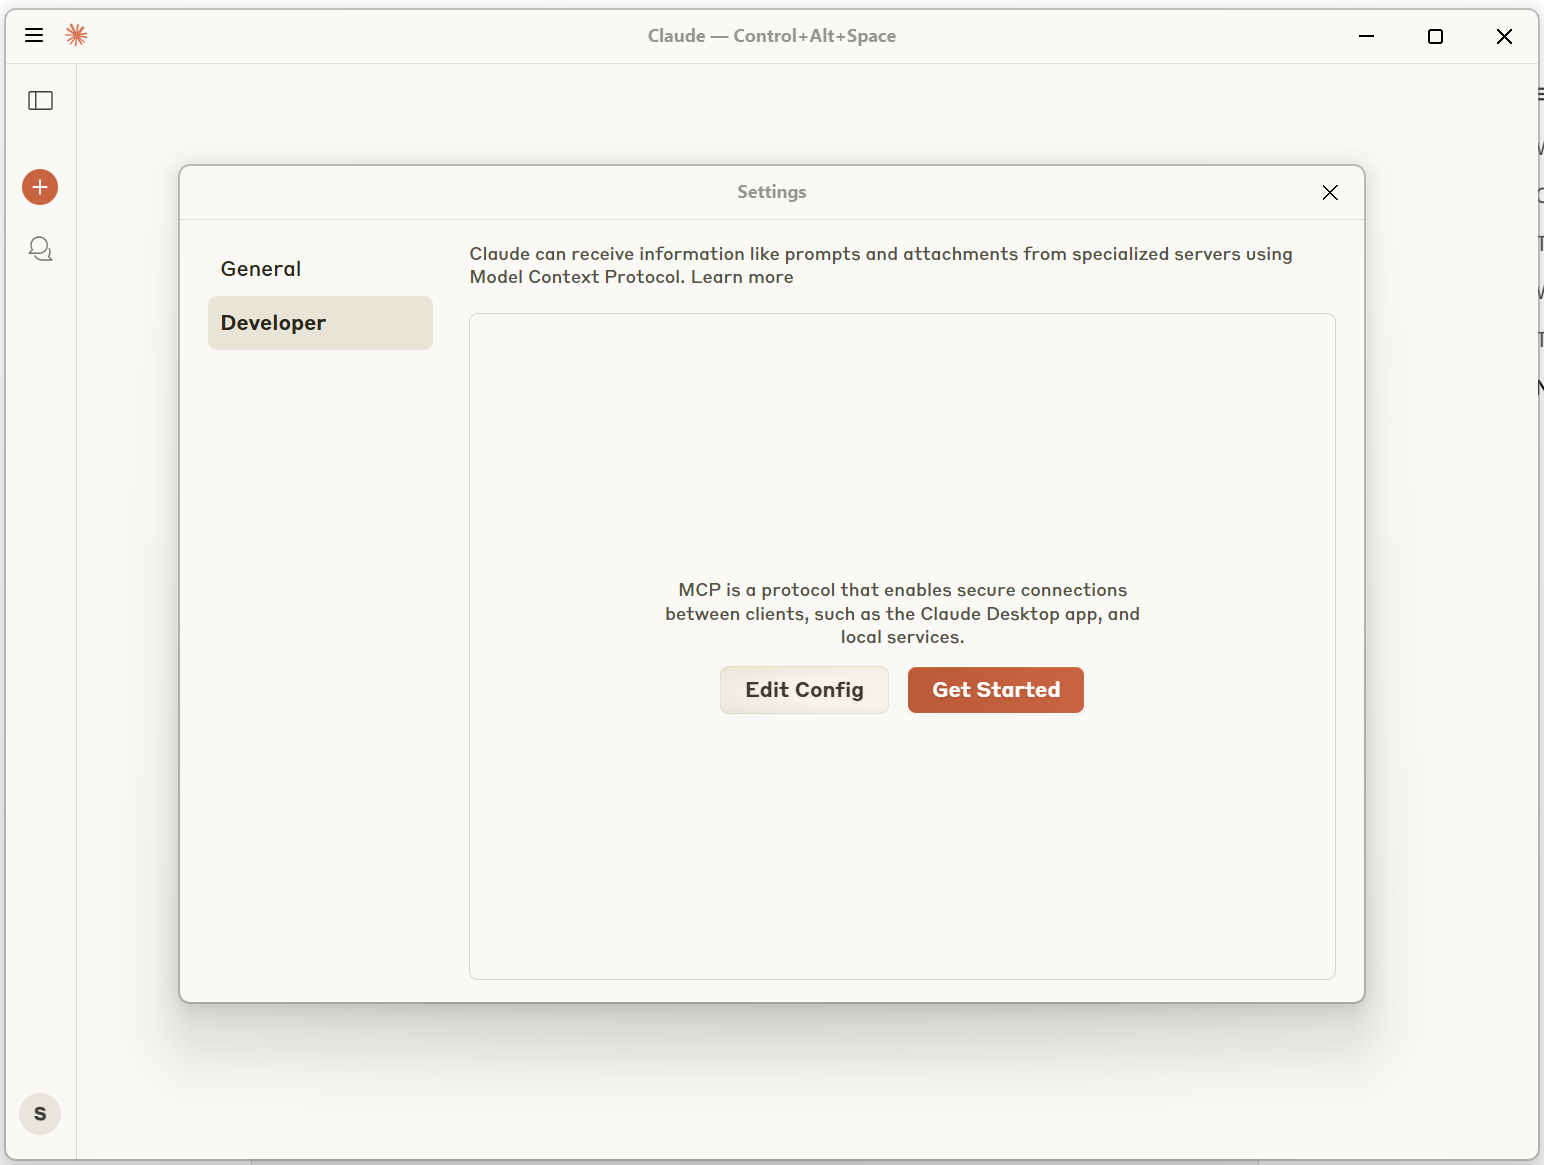 Claude — Control+Alt+Space
Settings
General
Developer
Claude can receive information like prompts and attachments from specialized servers using
Model Context Protocol. Learn more
MCP is a protocol that enables secure connections
between clients, such as the Claude Desktop app, and
local services.
Edit Config
Get Started
S